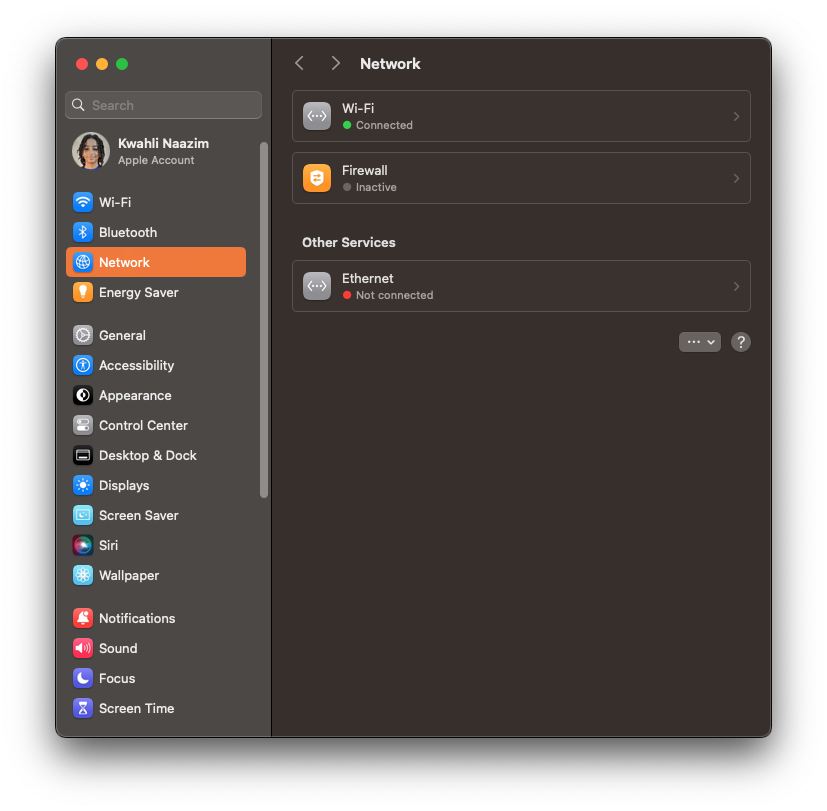 Search
Kwahli Naazim
Apple Account
Wi-Fi
Bluetooth
Network
Energy Saver
General
Accessibility
Appearance
Control Center
Desktop & Dock
Displays
Screen Saver
Siri
Wallpaper
Notifications
Sound
Focus
Screen Time
Network
Wi-Fi
Connected
Firewall
Inactive
Other Services
Ethernet
Not connected
?